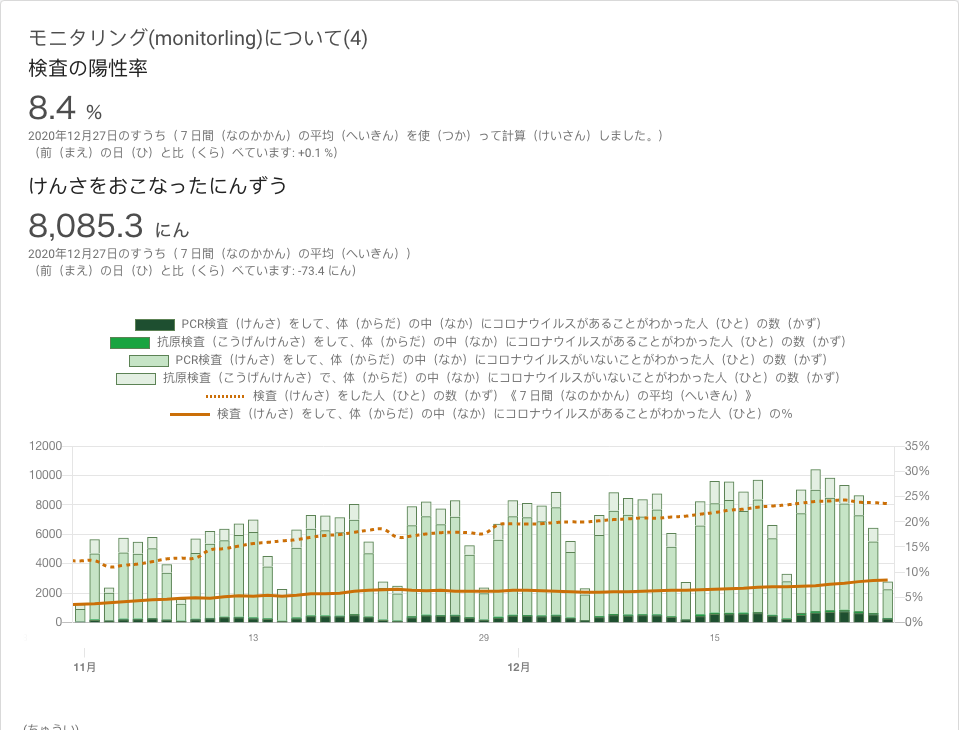 モニタリング(monitorling)について(4)
検査の陽性率
8.4 %
2020年12月27日のすうち（７日間（なのかかん）の平均（へいきん）を使（つか）って計算（けいさん）しました。）
（前（まえ）の日（ひ）と比（くら）べています: +0.1 %）
けんさをおこなったにんずう
8,085.3 にん
2020年12月27日のすうち（７日間（なのかかん）の平均（へいきん））
（前（まえ）の日（ひ）と比（くら）べています: -73.4 にん）
PCR検査（けんさ）をして、体（からだ）の中（なか）にコロナウイルスがあることがわかった人（ひと）の数（かず）
抗原検査（こうげんけんさ）をして、体（からだ）の中（なか）にコロナウイルスがあることがわかった人（ひと）の数（かず）
PCR検査（けんさ）をして、体（からだ）の中（なか）にコロナウイルスがいないことがわかった人（ひと）の数（かず）
抗原検査（こうげんけんさ）で、体（からだ）の中（なか）にコロナウイルスがいないことがわかった人（ひと）の数（かず）
検査（けんさ）をした人（ひと）の数（かず）《７日間（なのかかん）の平均（へいきん）》
検査（けんさ）をして、体（からだ）の中（なか）にコロナウイルスがあることがわかった人（ひと）の%
12000 35%
10000 30%
8000 25%
6000 20%
4000 15%
2000 10%
0 5%
0%
13 29 15
11月 12月
(ちゅうい)